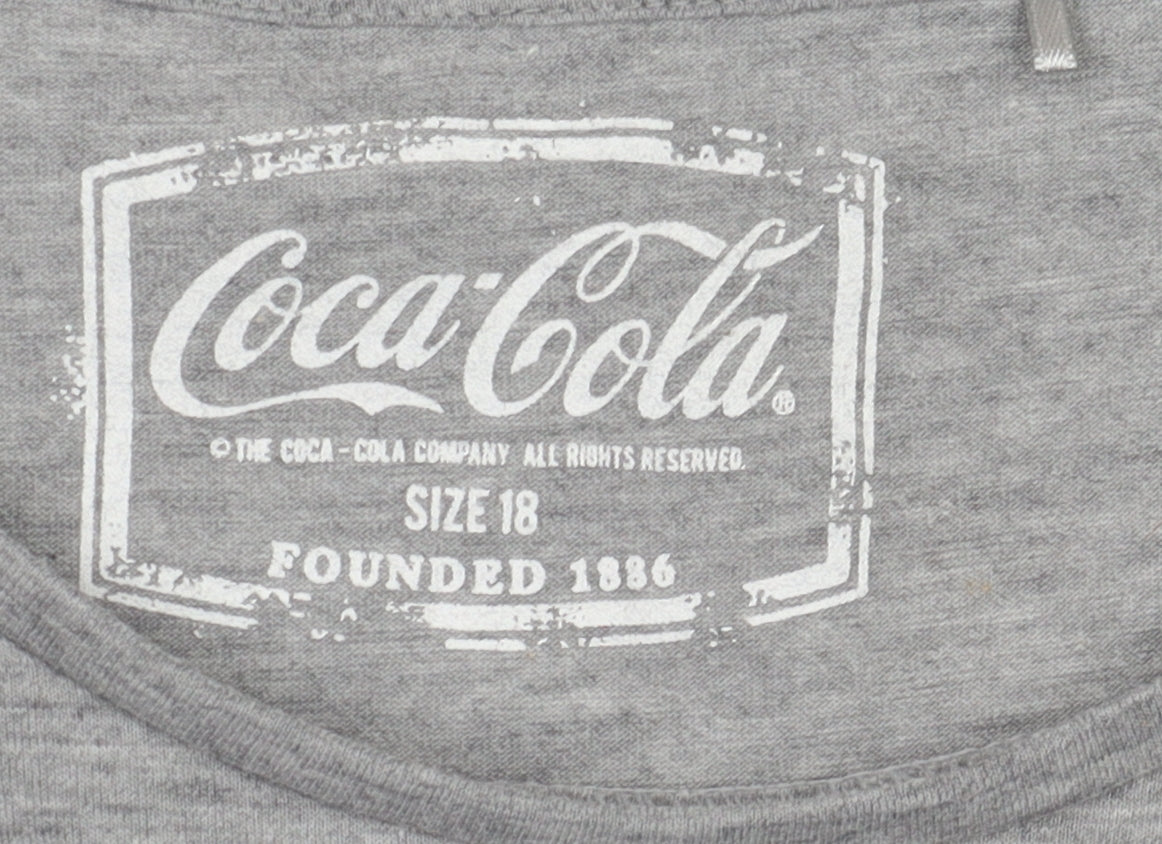 Coca-Cola®
© THE COCA-COLA COMPANY ALL RIGHTS RESERVED.
SIZE 18
FOUNDED 1886